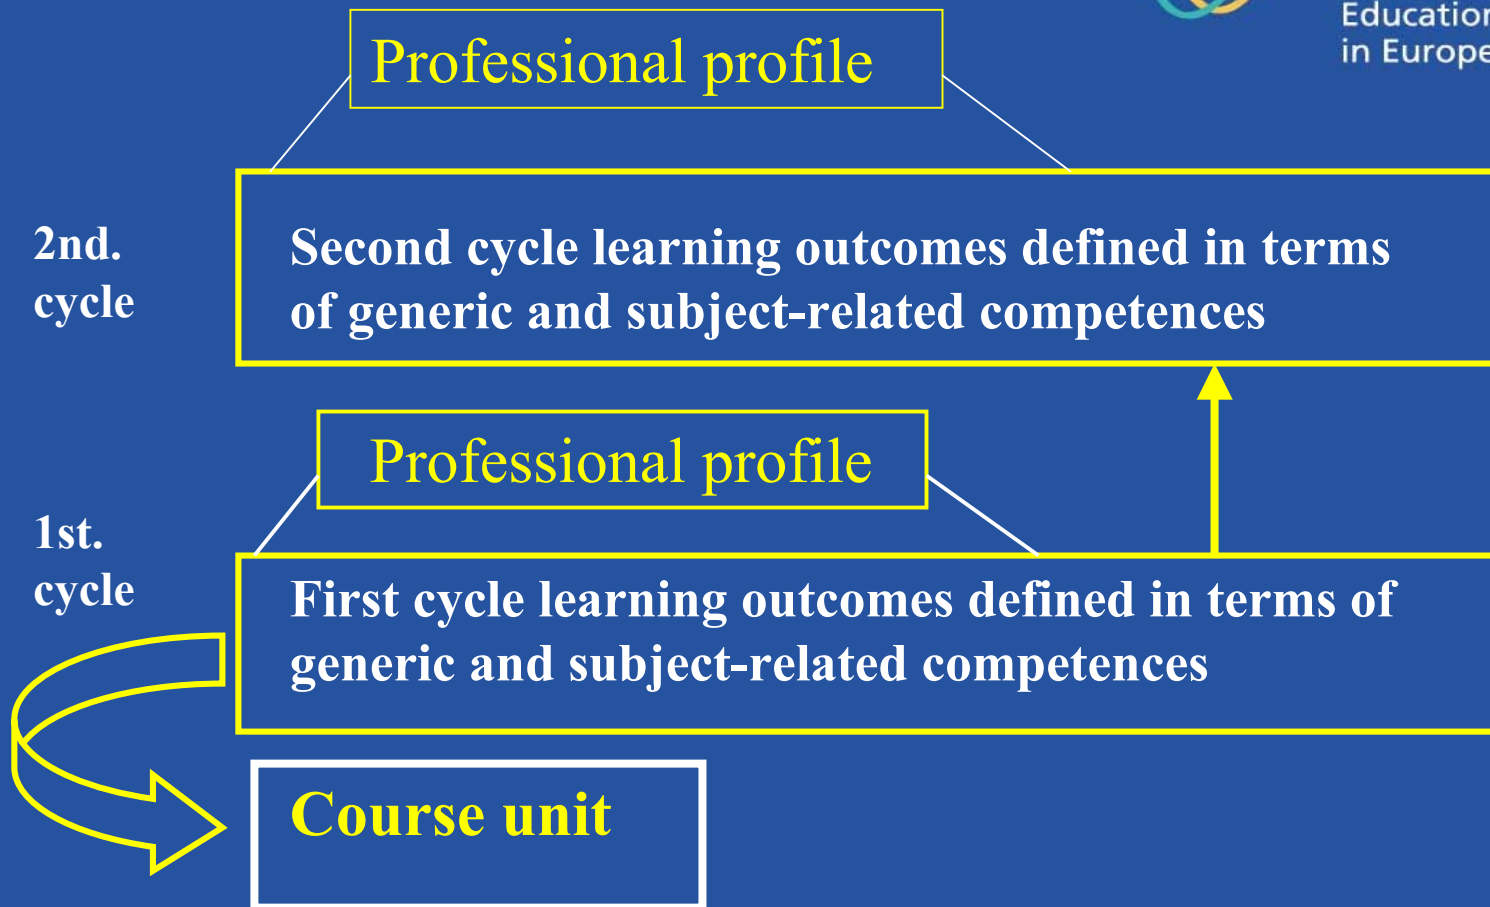 Education
in Europe
Professional profile
2nd.
cycle
Second cycle learning outcomes defined in terms
of generic and subject-related competences
Professional profile
1st.
cycle
First cycle learning outcomes defined in terms of
generic and subject-related competences
Course unit